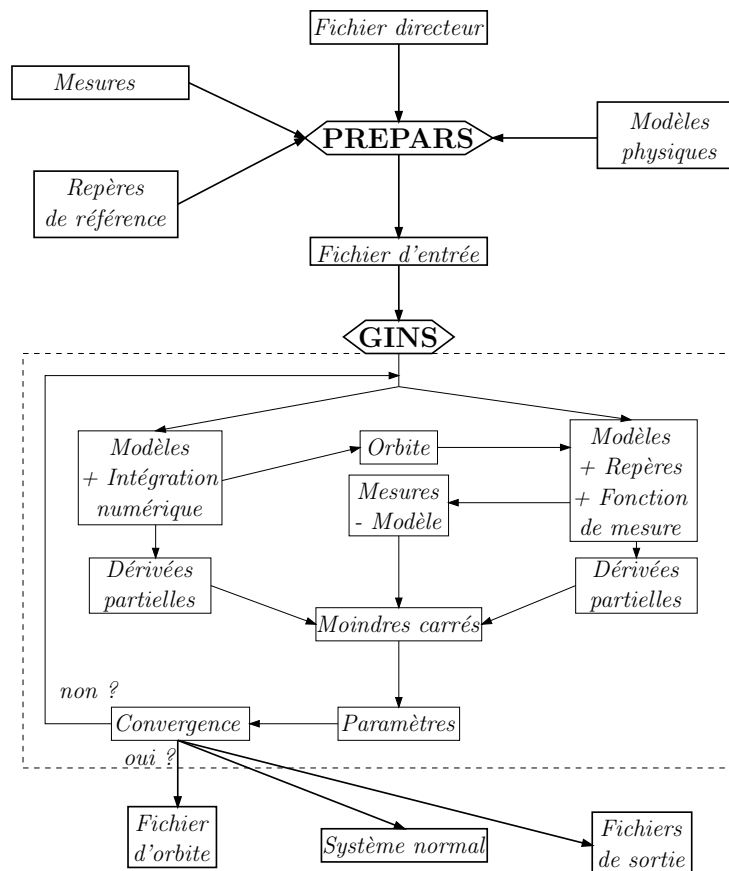 Fichier directeur
Mesures
PREPARS
Modèles
physiques
Repères
de référence
Fichier d'entrée
GINS
Modèles
+ Intégration
numérique
Orbite
Modèles
+ Repères
+ Fonction
de mesure
Mesures
- Modèle
Dérivées
partielles
Dérivées
partielles
Moindres carrés
non ?
Convergence
Paramètres
oui ?
Fichier
d'orbite
Système normal
Fichiers
de sortie